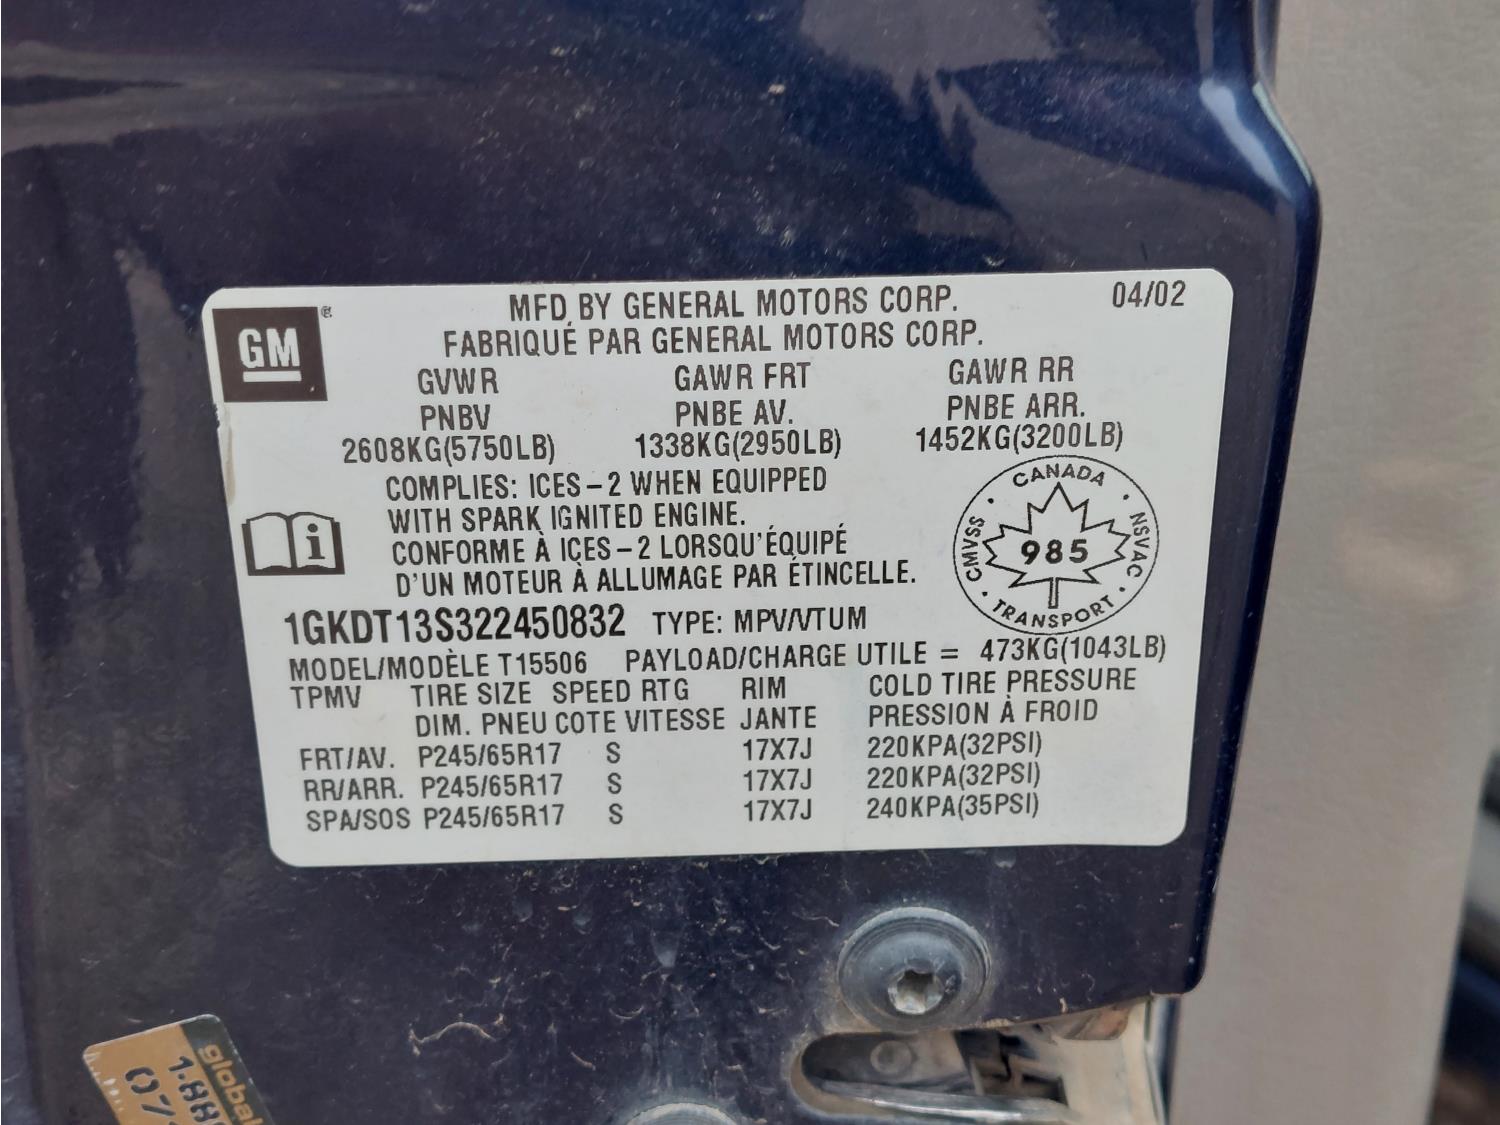 GM
MFD BY GENERAL MOTORS CORP. 04/02
FABRIQUÉ PAR GENERAL MOTORS CORP.
GVWR GAWR FRT GAWR RR
PNBV PNBE AV. PNBE ARR.
2608KG(5750LB) 1338KG(2950LB) 1452KG(3200LB)
COMPLIES: ICES-2 WHEN EQUIPPED
WITH SPARK IGNITED ENGINE.
CONFORME À ICES-2 LORSQU'ÉQUIPÉ
D'UN MOTEUR À ALLUMAGE PAR ÉTINCELLE.
CANADA
CMVSS 985 NSVAC
TRANSPORT
1GKDT13S322450832 TYPE: MPV/VTUM
MODEL/MODÈLE T15506 PAYLOAD/CHARGE UTILE = 473KG(1043LB)
TPMV TIRE SIZE SPEED RTG RIM COLD TIRE PRESSURE
DIM. PNEU COTE VITESSE JANTE PRESSION À FROID
FRT/AV. P245/65R17 S 17X7J 220KPA(32PSI)
RR/ARR. P245/65R17 S 17X7J 220KPA(32PSI)
SPA/SOS P245/65R17 S 17X7J 240KPA(35PSI)
global